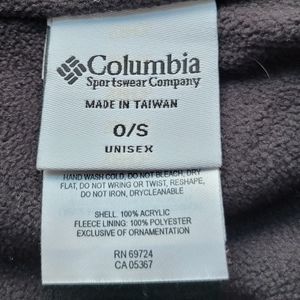 Columbia
Sportswear Company
MADE IN TAIWAN
O/S
UNISEX
HAND WASH COLD, DO NOT BLEACH, DRY
FLAT, DO NOT WRING OR TWIST, RESHAPE,
DO NOT IRON, DRYCLEANABLE.
SHELL: 100% ACRYLIC
FLEECE LINING: 100% POLYESTER
EXCLUSIVE OF ORNAMENTATION
RN 69724
CA 05367